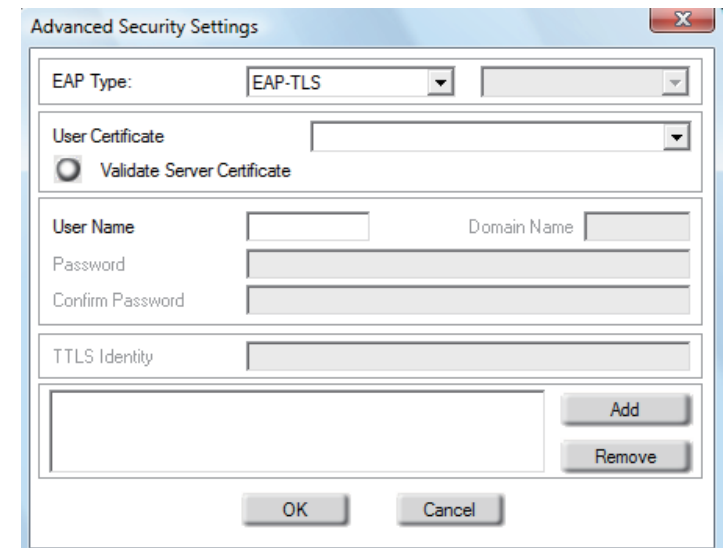 Advanced Security Settings
EAP Type: EAP-TLS
User Certificate
Validate Server Certificate
User Name Domain Name
Password
Confirm Password
TTLS Identity
Add
Remove
OK Cancel